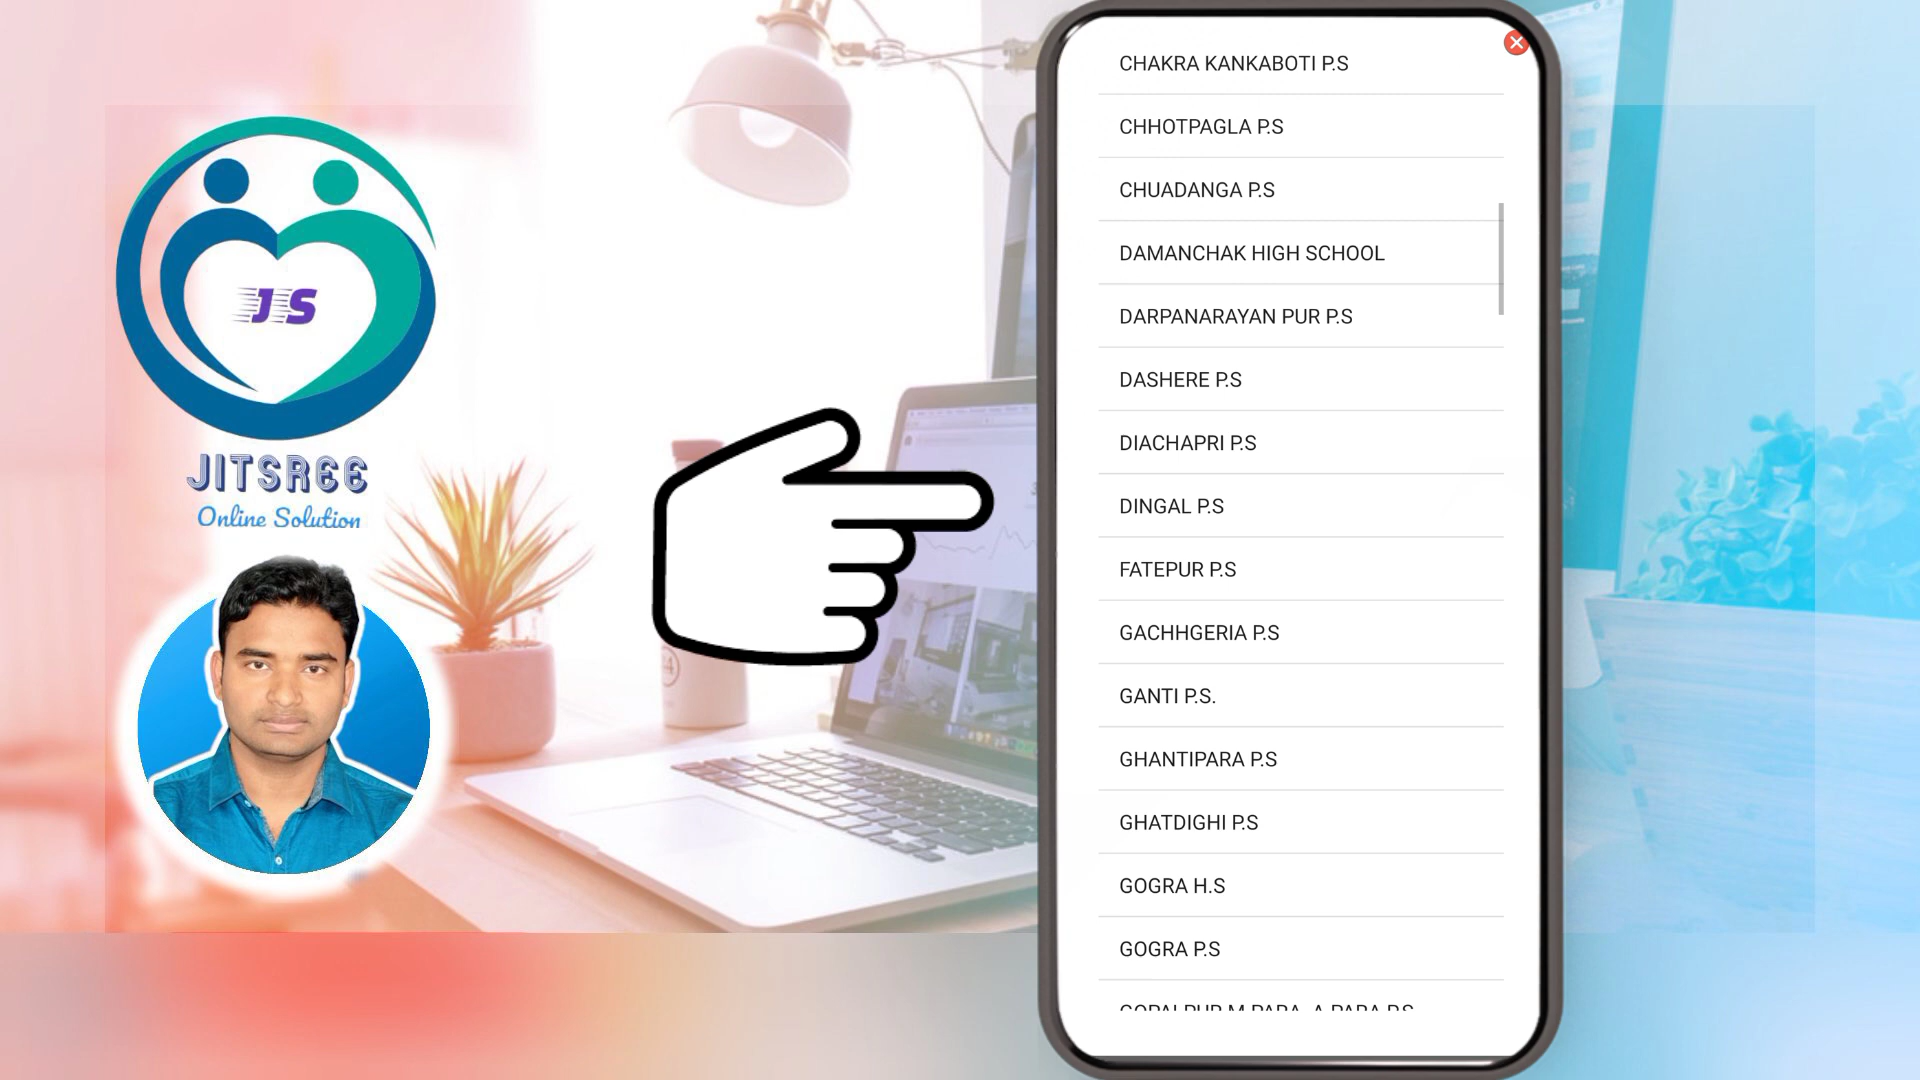 JS
JITSREE
Online Solution
CHAKRA KANKABOTI P.S
CHHOTPAGLA P.S
CHUADANGA P.S
DAMANCHAK HIGH SCHOOL
DARPANARAYAN PUR P.S
DASHERE P.S
DIACHAPRI P.S
DINGAL P.S
FATEPUR P.S
GACHHGERIA P.S
GANTI P.S.
GHANTIPARA P.S
GHATDIGHI P.S
GOGRA H.S
GOGRA P.S